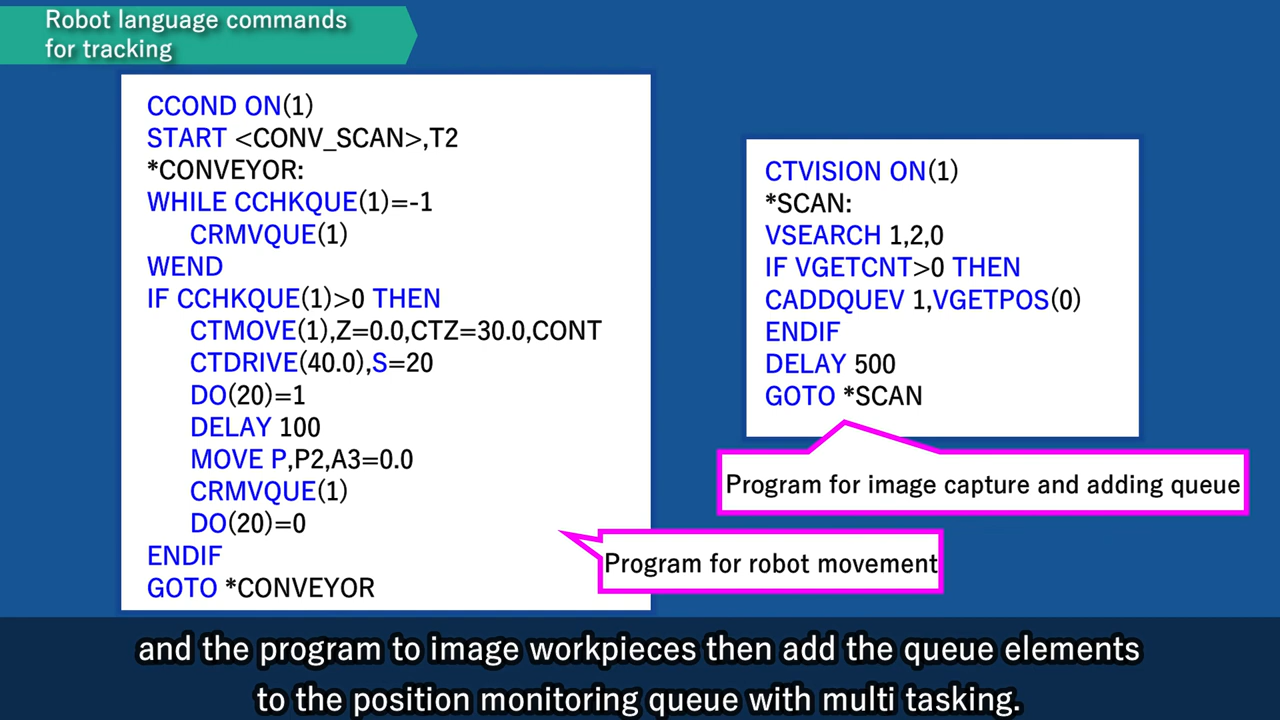 Robot language commands
for tracking
CCOND ON(1)
START <CONV_SCAN>,T2
*CONVEYOR:
WHILE CCHKQUE(1)=-1
CRMVQUE(1)
WEND
IF CCHKQUE(1)>0 THEN
CTMOVE(1),Z=0.0,CTZ=30.0,CONT
CTDRIVE(40.0),S=20
DO(20)=1
DELAY 100
MOVE P,P2,A3=0.0
CRMVQUE(1)
DO(20)=0
ENDIF
GOTO *CONVEYOR
Program for robot movement
CTVISION ON(1)
*SCAN:
VSEARCH 1,2,0
IF VGETCNT>0 THEN
CADDQUEV 1,VGETPOS(0)
ENDIF
DELAY 500
GOTO *SCAN
Program for image capture and adding queue
and the program to image workpieces then add the queue elements
to the position monitoring queue with multi tasking.